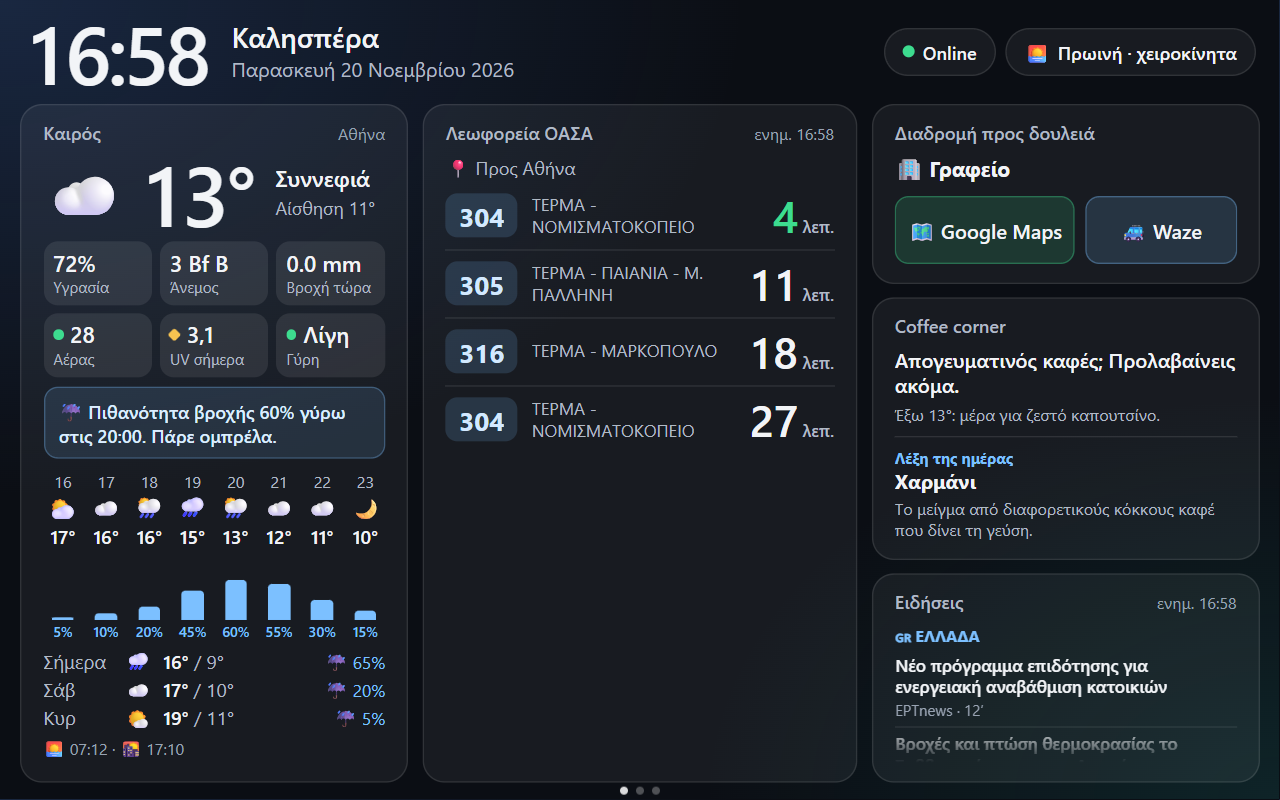 16:58
Καλησπέρα
Παρασκευή 20 Νοεμβρίου 2026
Online
Πρωινή · χειροκίνητα
Καιρός
Αθήνα
13°
Συννεφιά
Αίσθηση 11°
72%
Υγρασία
3 Bf Β
Άνεμος
0.0 mm
Βροχή τώρα
28
Αέρας
3,1
UV σήμερα
Λίγη
Γύρη
Πιθανότητα βροχής 60% γύρω
στις 20:00. Πάρε ομπρέλα.
16 17 18 19 20 21 22 23
17° 16° 16° 15° 13° 12° 11° 10°
5% 10% 20% 45% 60% 55% 30% 15%
Σήμερα 16° / 9° 65%
Σάβ 17° / 10° 20%
Κυρ 19° / 11° 5%
07:12 · 17:10
Λεωφορεία ΟΑΣΑ
ενημ. 16:58
Προς Αθήνα
304
ΤΕΡΜΑ -
ΝΟΜΙΣΜΑΤΟΚΟΠΕΙΟ
4 λεπ.
305
ΤΕΡΜΑ - ΠΑΙΑΝΙΑ - Μ.
ΠΑΛΛΗΝΗ
11 λεπ.
316
ΤΕΡΜΑ - ΜΑΡΚΟΠΟΥΛΟ
18 λεπ.
304
ΤΕΡΜΑ -
ΝΟΜΙΣΜΑΤΟΚΟΠΕΙΟ
27 λεπ.
Διαδρομή προς δουλειά
Γραφείο
Google Maps
Waze
Coffee corner
Απογευματινός καφές; Προλαβαίνεις
ακόμα.
Έξω 13°: μέρα για ζεστό καπουτσίνο.
Λέξη της ημέρας
Χαρμάνι
Το μείγμα από διαφορετικούς κόκκους καφέ
που δίνει τη γεύση.
Ειδήσεις
ενημ. 16:58
GR ΕΛΛΑΔΑ
Νέο πρόγραμμα επιδότησης για
ενεργειακή αναβάθμιση κατοικιών
ΕΡΤnews · 12′
Βροχές και πτώση θερμοκρασίας το